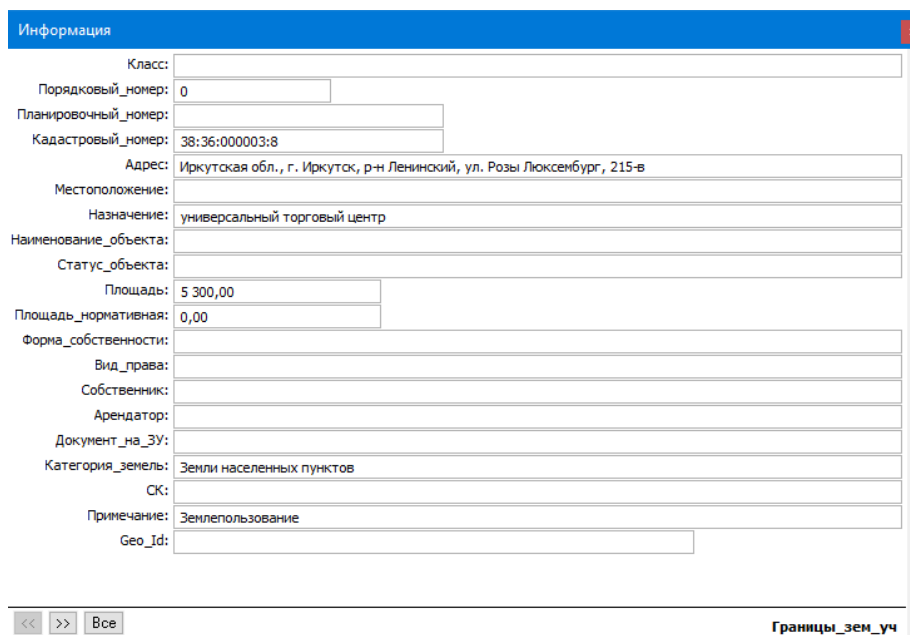 Информация
Класс:
Порядковый_номер: 0
Планировочный_номер:
Кадастровый_номер: 38:36:000003:8
Адрес: Иркутская обл., г. Иркутск, р-н Ленинский, ул. Розы Люксембург, 215-в
Местоположение:
Назначение: универсальный торговый центр
Наименование_объекта:
Статус_объекта:
Площадь: 5 300,00
Площадь_нормативная: 0,00
Форма_собственности:
Вид_права:
Собственник:
Арендатор:
Документ_на_ЗУ:
Категория_земель: Земли населенных пунктов
СК:
Примечание: Землепользование
Geo_Id:
<< >> Все Границы_зем_уч